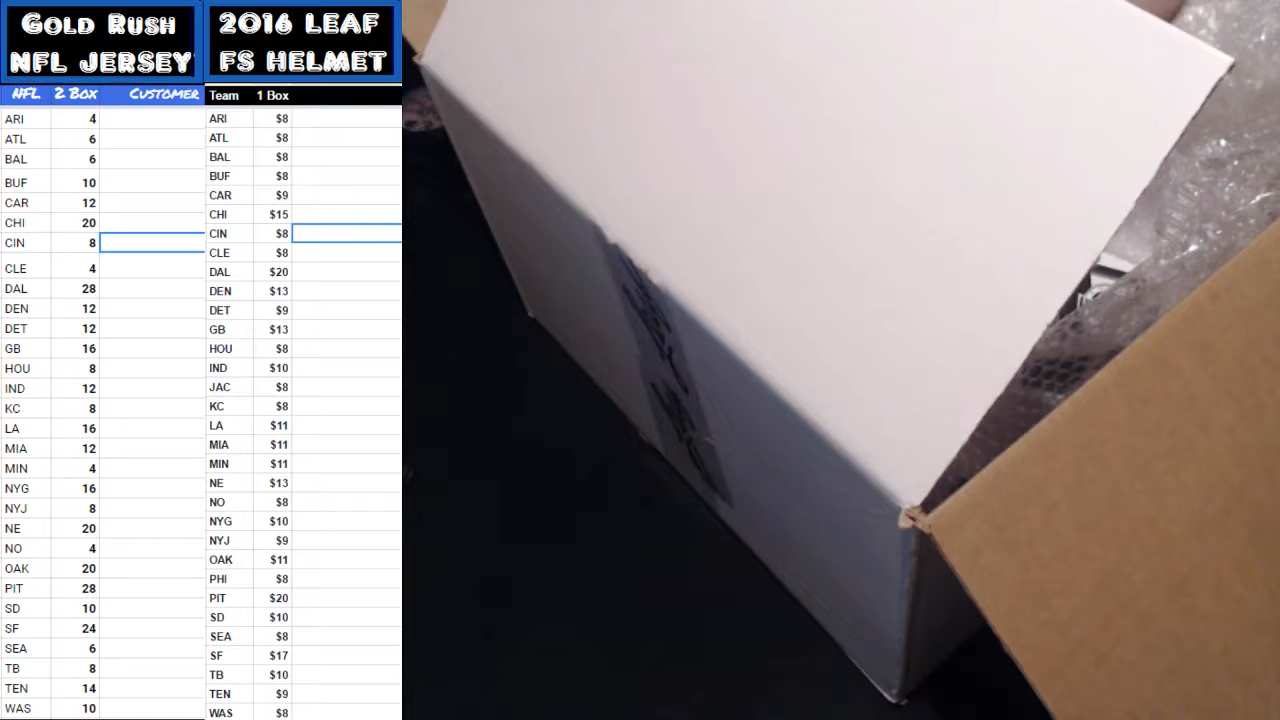 Gold Rush
NFL JERSEY
NFL 2 Box Customer
ARI 4
ATL 6
BAL 6
BUF 10
CAR 12
CHI 20
CIN 8
CLE 4
DAL 28
DEN 12
DET 12
GB 16
HOU 8
IND 12
KC 8
LA 16
MIA 12
MIN 4
NYG 16
NYJ 8
NE 20
NO 4
OAK 20
PIT 28
SD 10
SF 24
SEA 6
TB 8
TEN 14
WAS 10
2016 LEAF
FS HELMET
Team 1 Box
ARI $8
ATL $8
BAL $8
BUF $8
CAR $9
CHI $15
CIN $8
CLE $8
DAL $20
DEN $13
DET $9
GB $13
HOU $8
IND $10
JAC $8
KC $8
LA $11
MIA $11
MIN $11
NE $13
NO $8
NYG $10
NYJ $9
OAK $11
PHI $8
PIT $20
SD $10
SEA $8
SF $17
TB $10
TEN $9
WAS $8